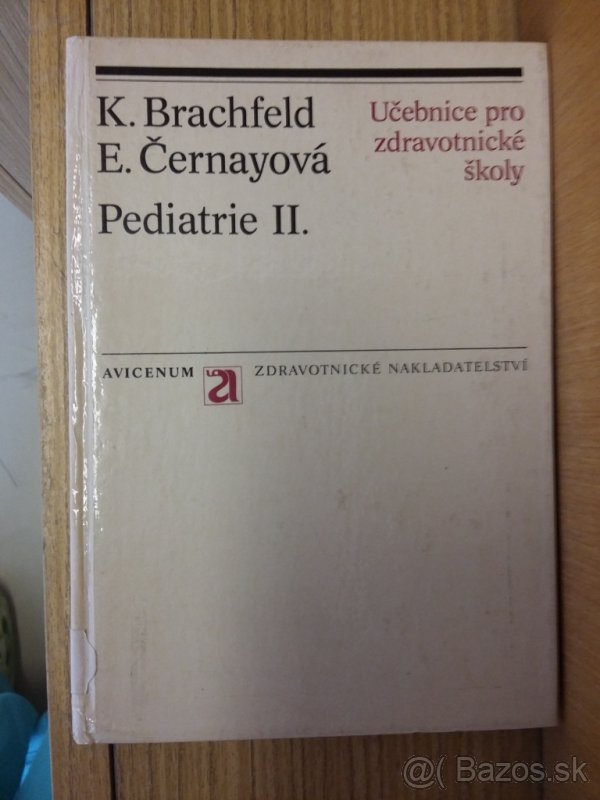 K. Brachfeld
E. Černayová
Pediatrie II.
Učebnice pro
zdravotnické
školy
AVICENUM a ZDRAVOTNICKÉ NAKLADATELSTVÍ
@( Bazos.sk